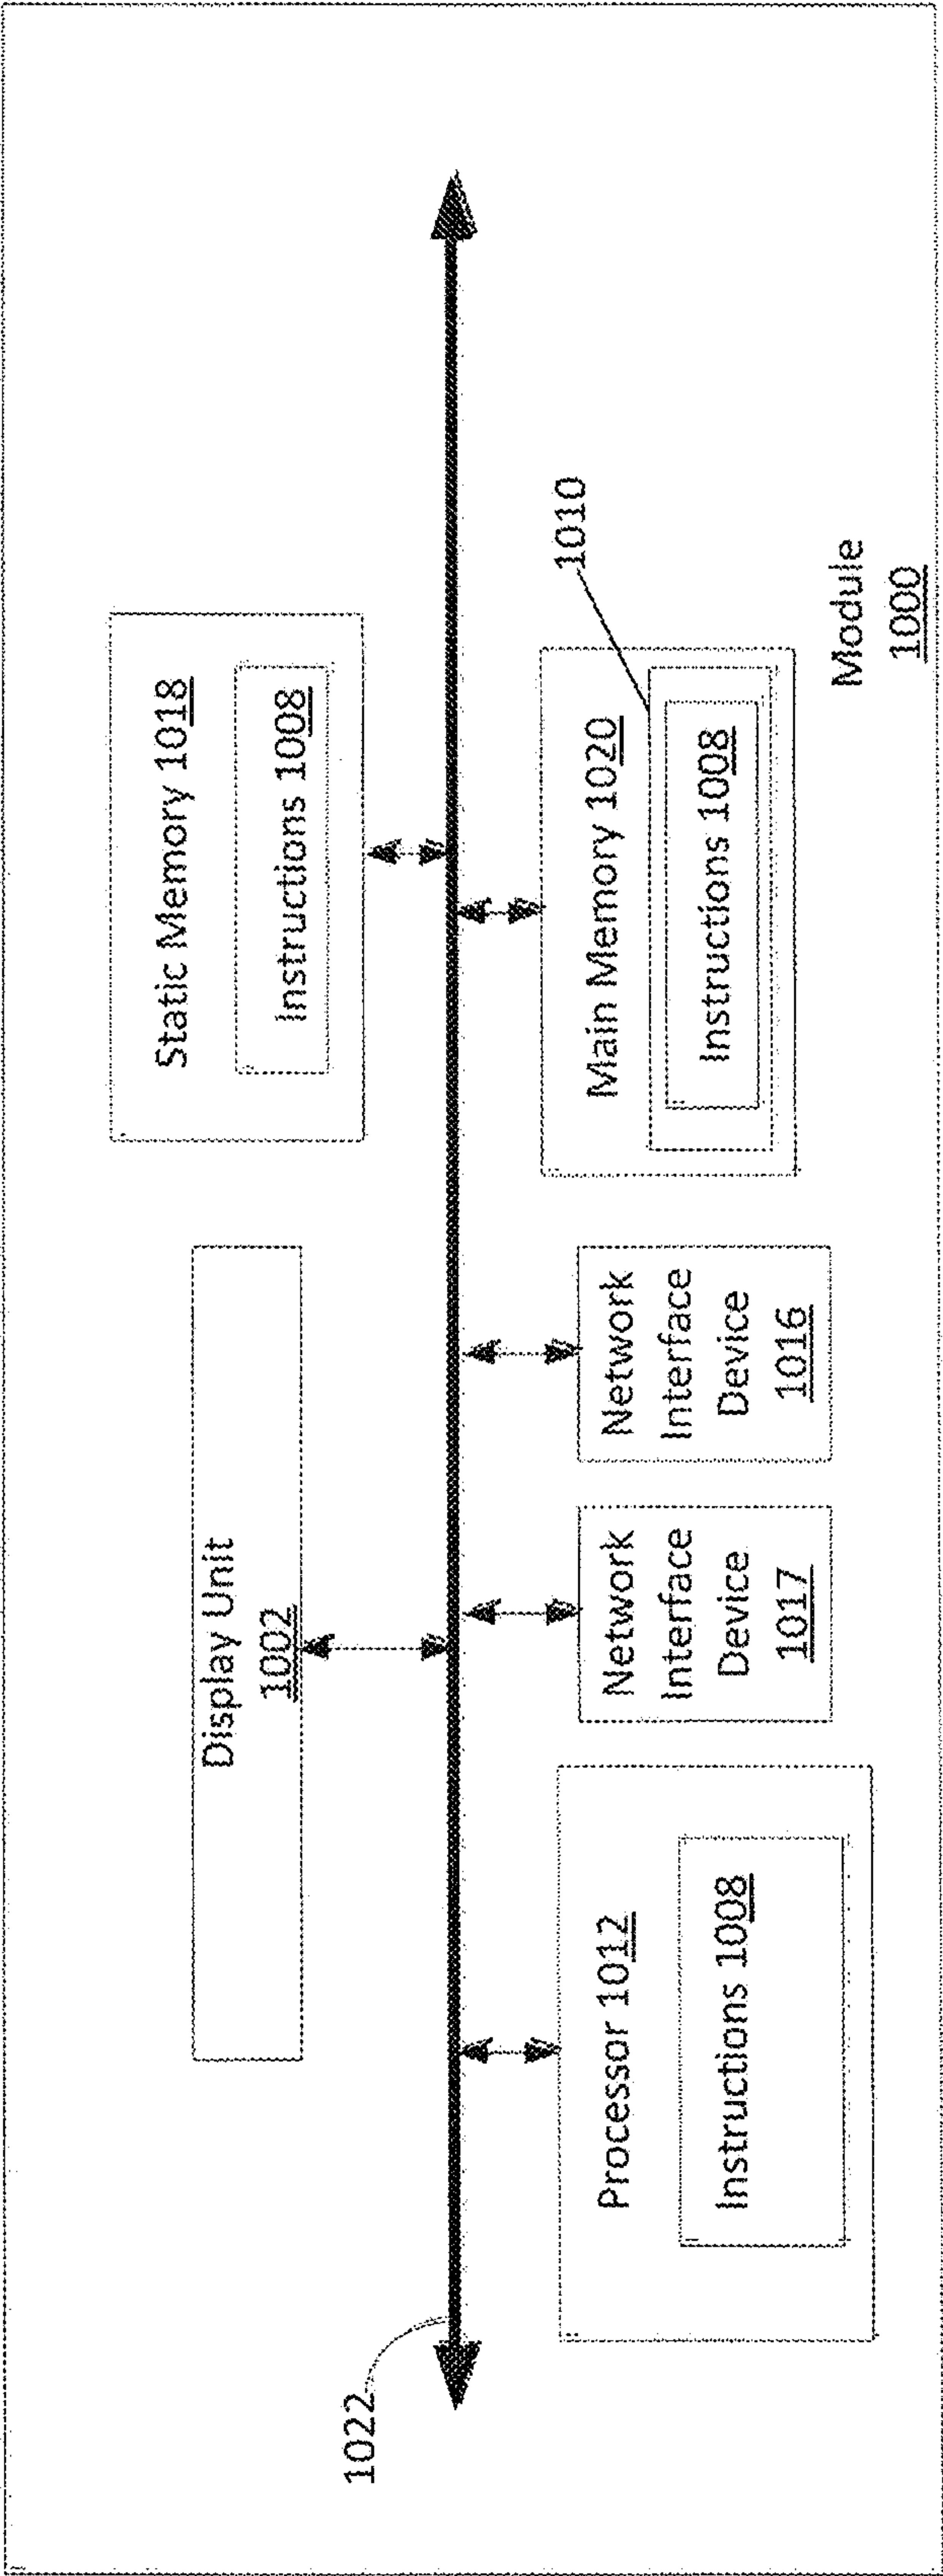 1022
Display Unit
1002
Static Memory 1018
Instructions 1008
Processor 1012
Instructions 1008
Network
Interface
Device
1017
Network
Interface
Device
1016
Main Memory 1020
Instructions 1008
1010
Module
1000